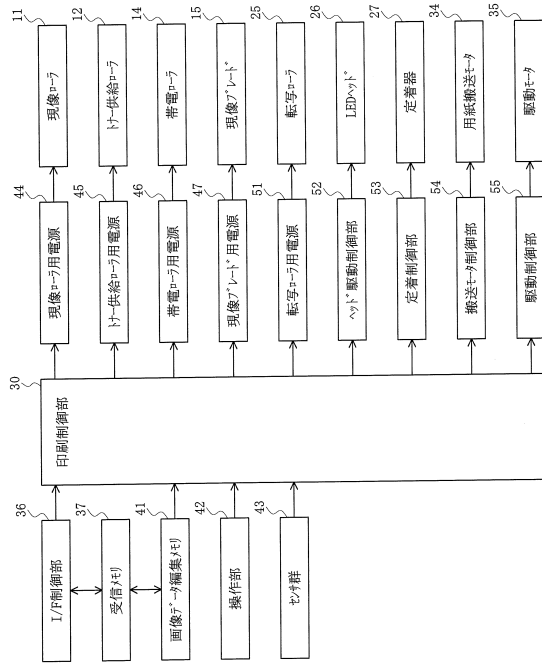 36
I/F制御部
37
受信メモリ
41
画像データ編集メモリ
42
操作部
43
センサ群
30
印刷制御部
44
現像ローラ用電源
45
トナー供給ローラ用電源
46
帯電ローラ用電源
47
現像ブレード用電源
51
転写ローラ用電源
52
ヘッド駆動制御部
53
定着制御部
54
搬送モータ制御部
55
駆動制御部
11
現像ローラ
12
トナー供給ローラ
14
帯電ローラ
15
現像ブレード
25
転写ローラ
26
LEDヘッド
27
定着器
34
用紙搬送モータ
35
駆動モータ